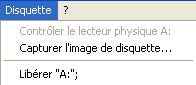 Disquette ?
Contrôler le lecteur physique A:
Capturer l'image de disquette...
Libérer "A:";